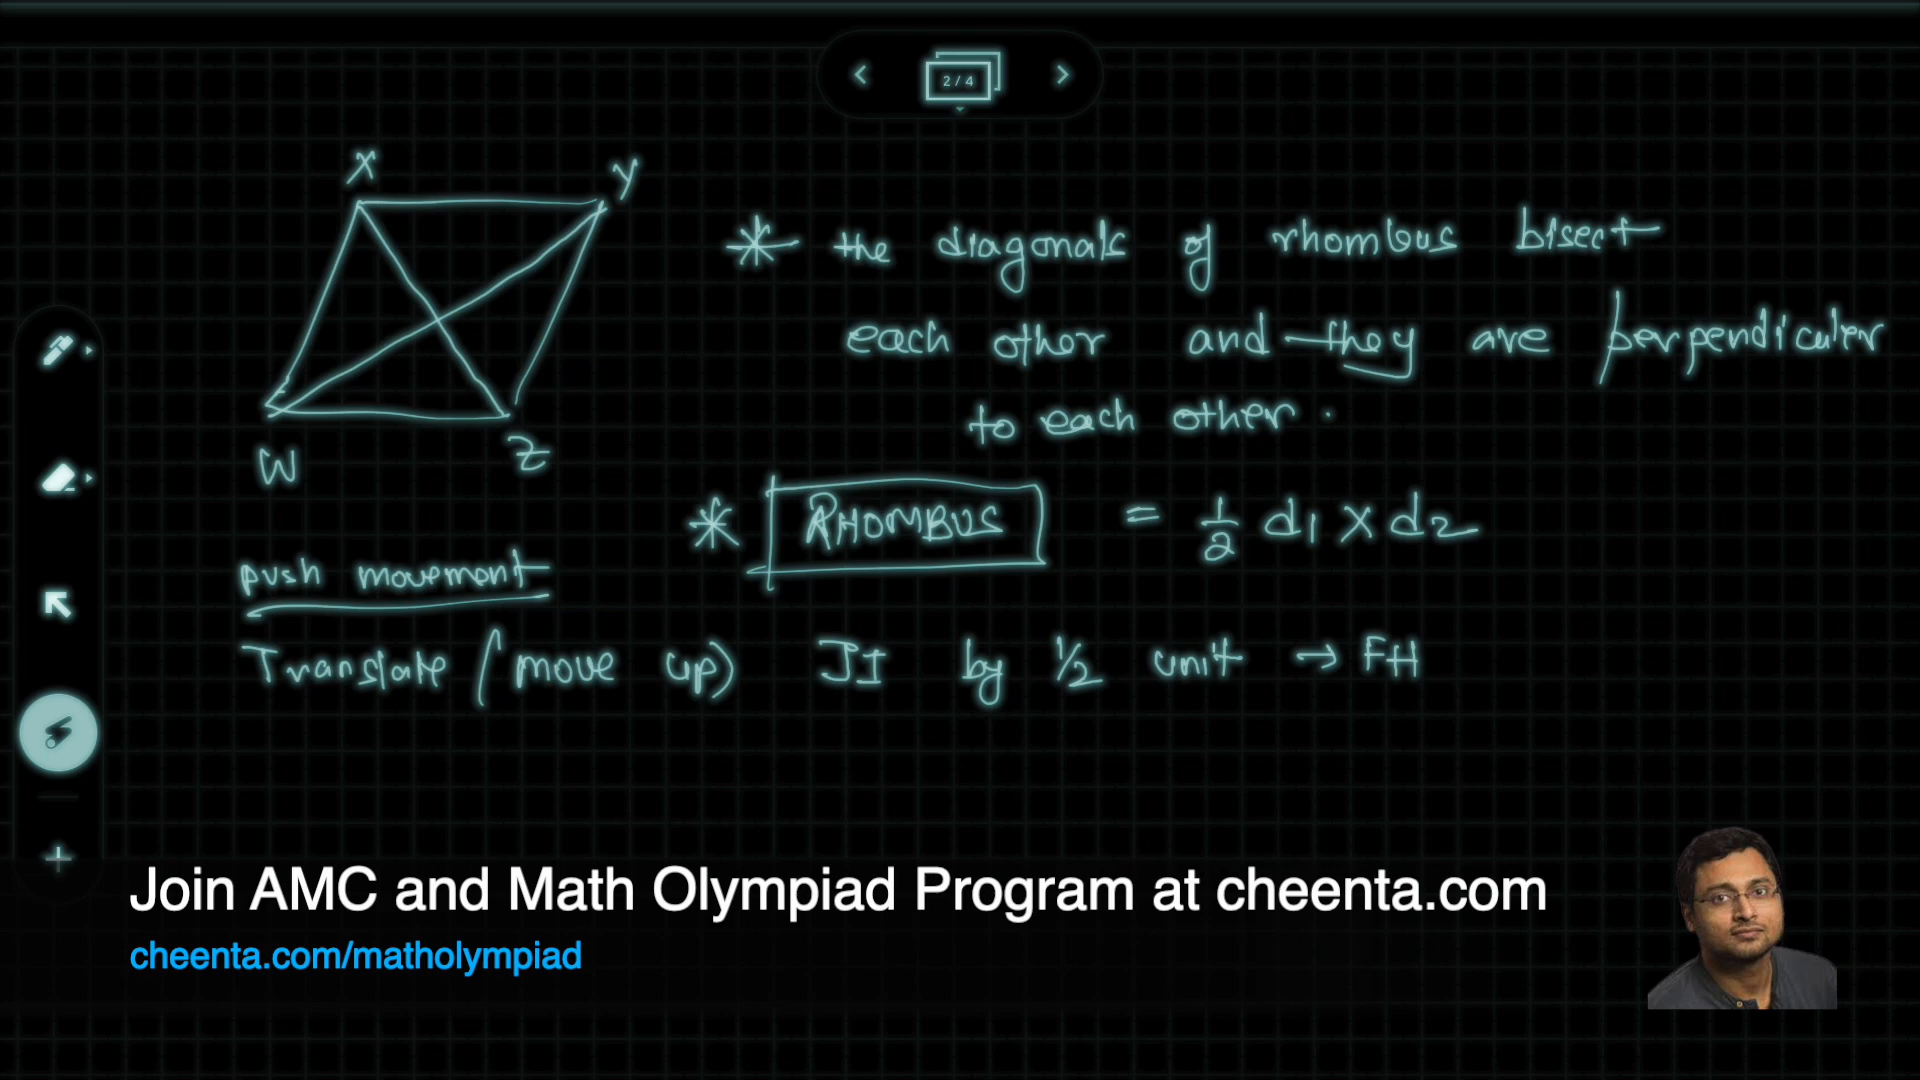 2 / 4
X
Y
* the diagonals of rhombus bisect
each other and they are perpendiculer
to each other.
W
Z
* RHOMBUS = 1/2 d1 X d2
push movement
Translate (move up) JI by 1/2 unit → FH
Join AMC and Math Olympiad Program at cheenta.com
cheenta.com/matholympiad